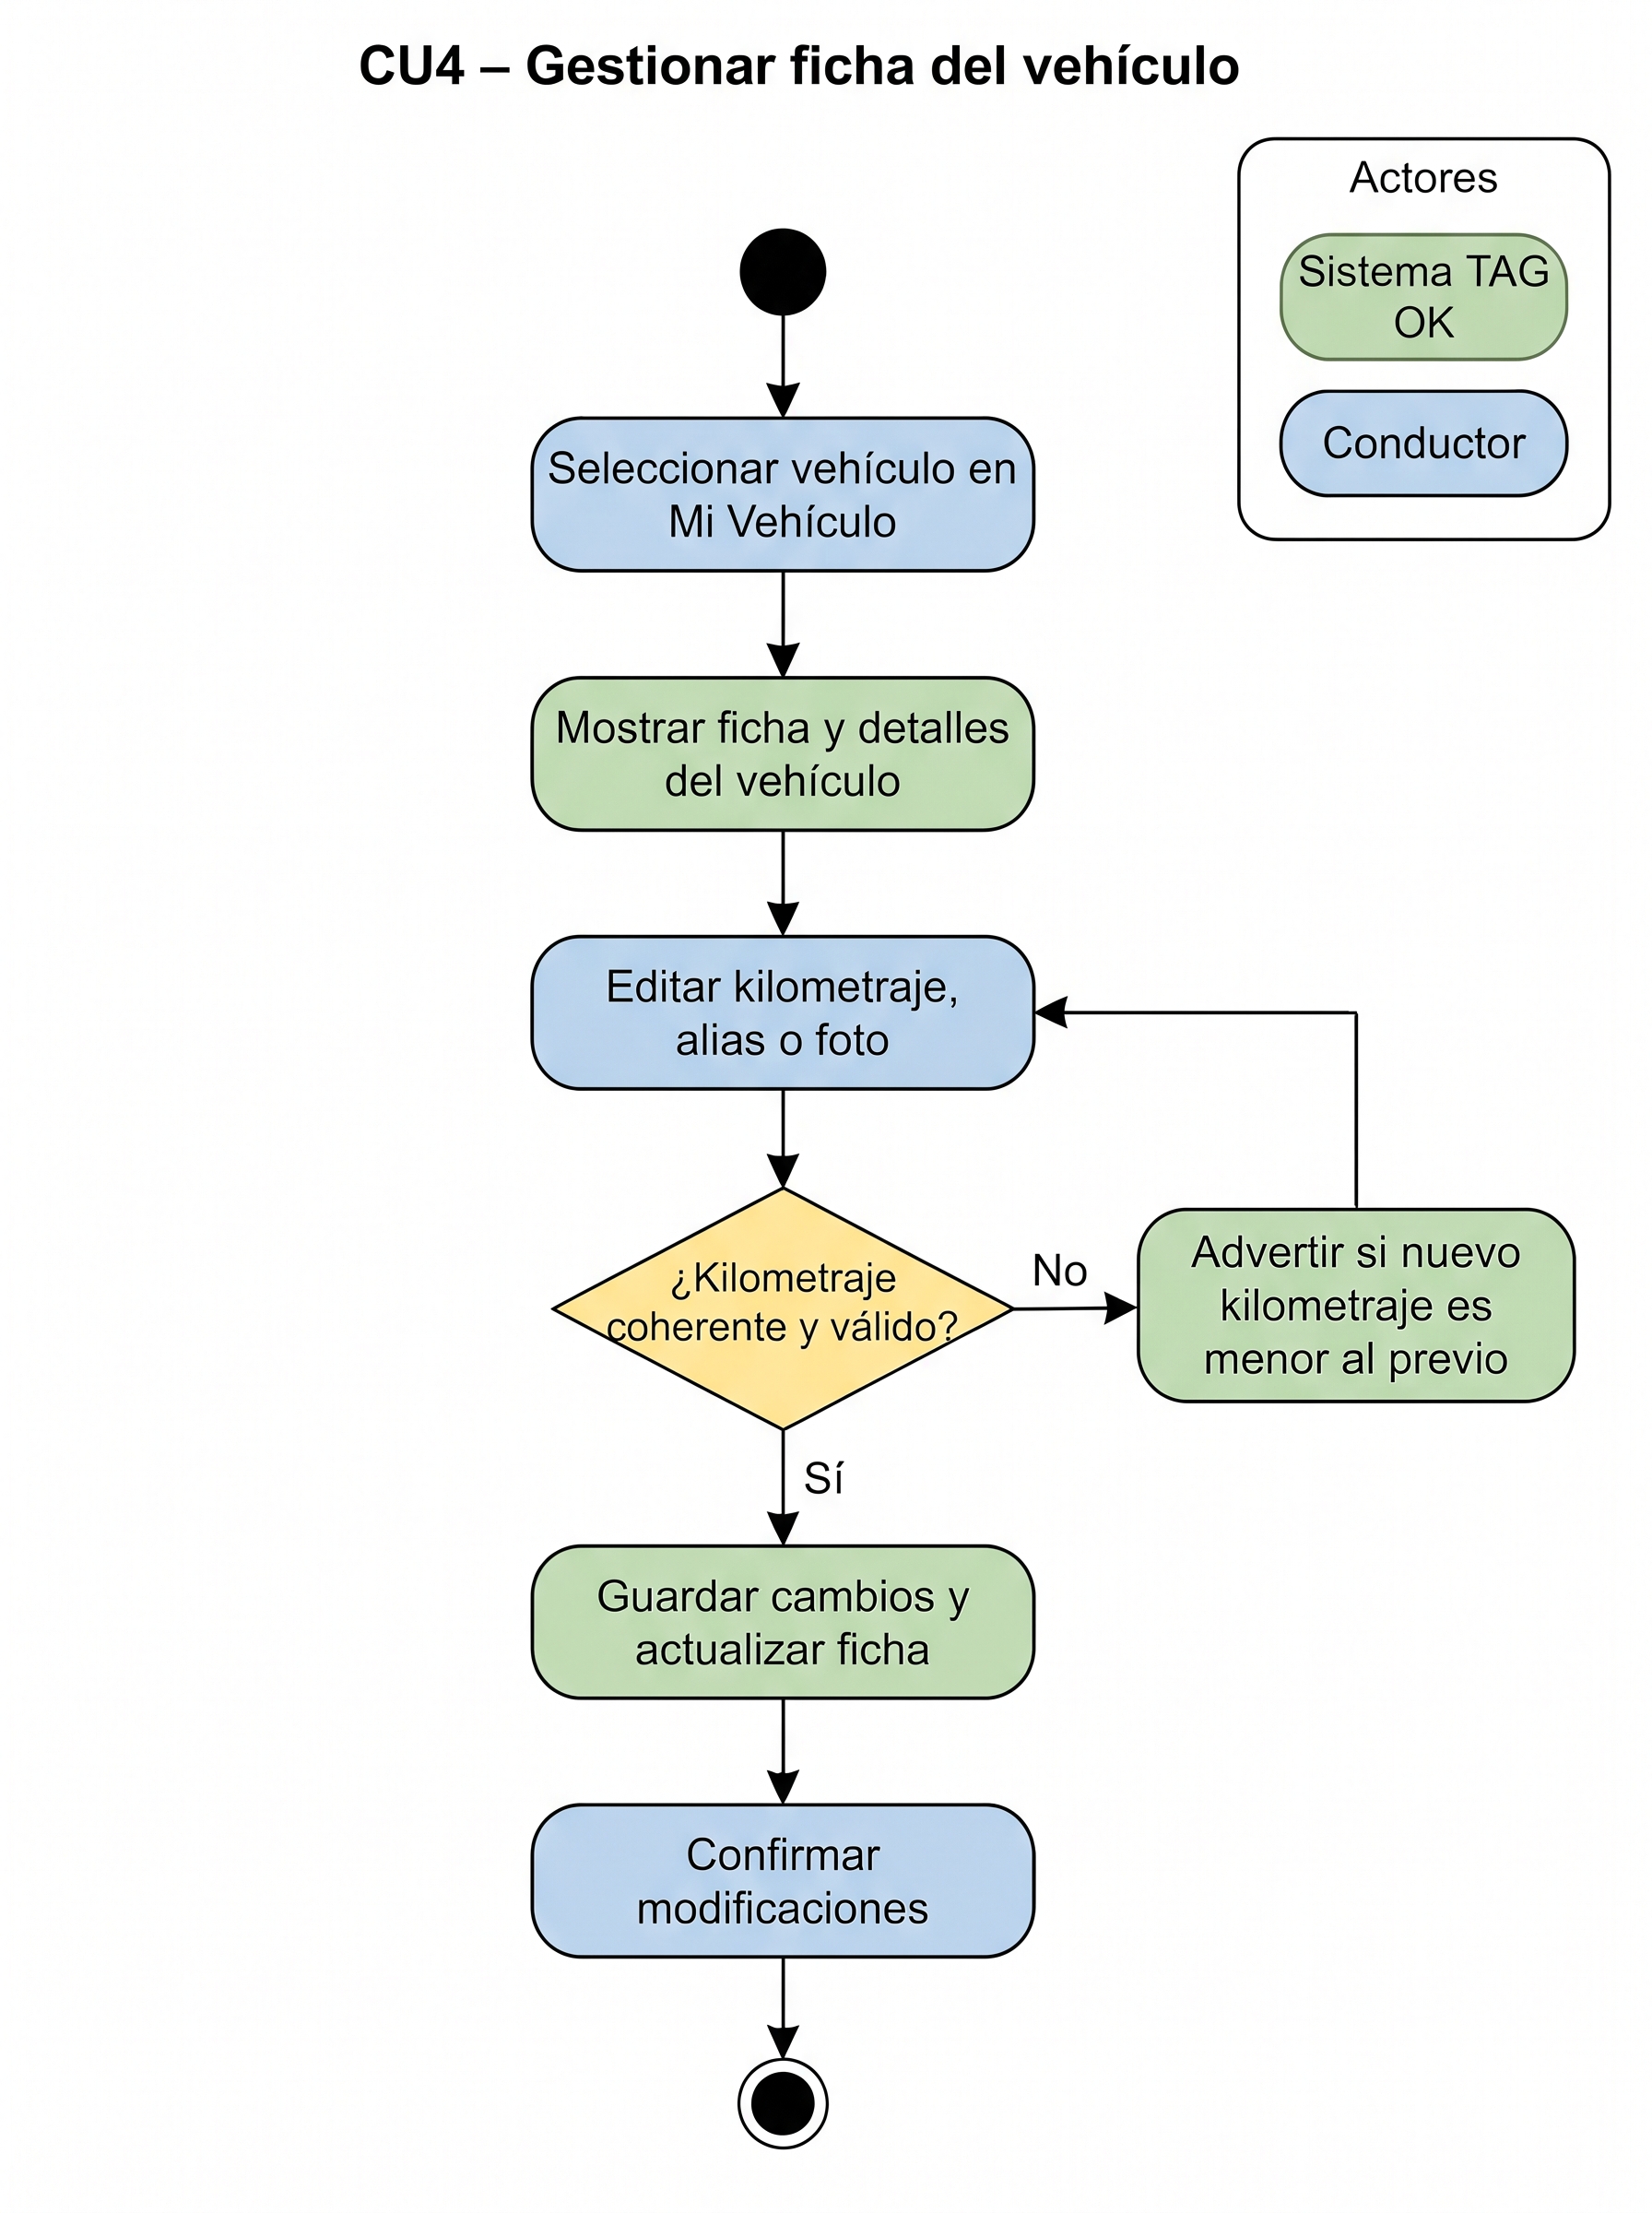 CU4 – Gestionar ficha del vehículo
Actores
Sistema TAG
OK
Conductor
Seleccionar vehículo en
Mi Vehículo
Mostrar ficha y detalles
del vehículo
Editar kilometraje,
alias o foto
¿Kilometraje
coherente y válido?
No
Advertir si nuevo
kilometraje es
menor al previo
Sí
Guardar cambios y
actualizar ficha
Confirmar
modificaciones